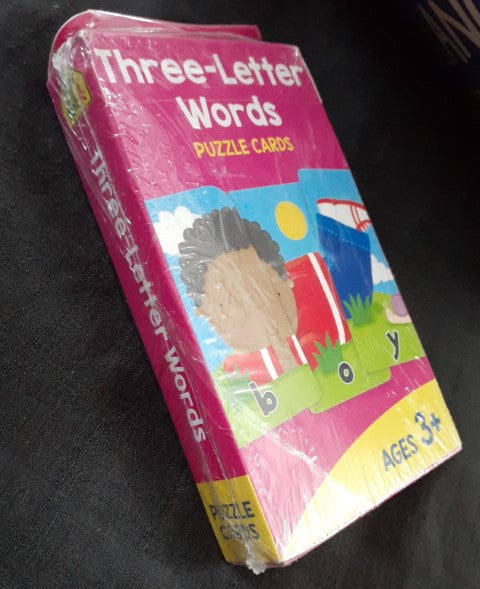 Three-Letter
Words
PUZZLE CARDS
b o y
AGES 3+
Three-Letter Words
PUZZLE
CARDS